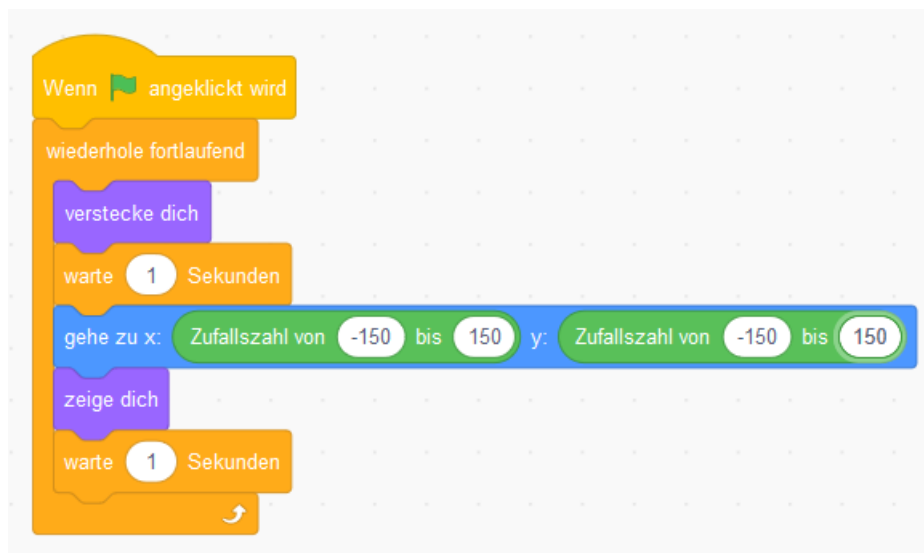 Wenn angeklickt wird
wiederhole fortlaufend
verstecke dich
warte 1 Sekunden
gehe zu x: Zufallszahl von -150 bis 150 y: Zufallszahl von -150 bis 150
zeige dich
warte 1 Sekunden